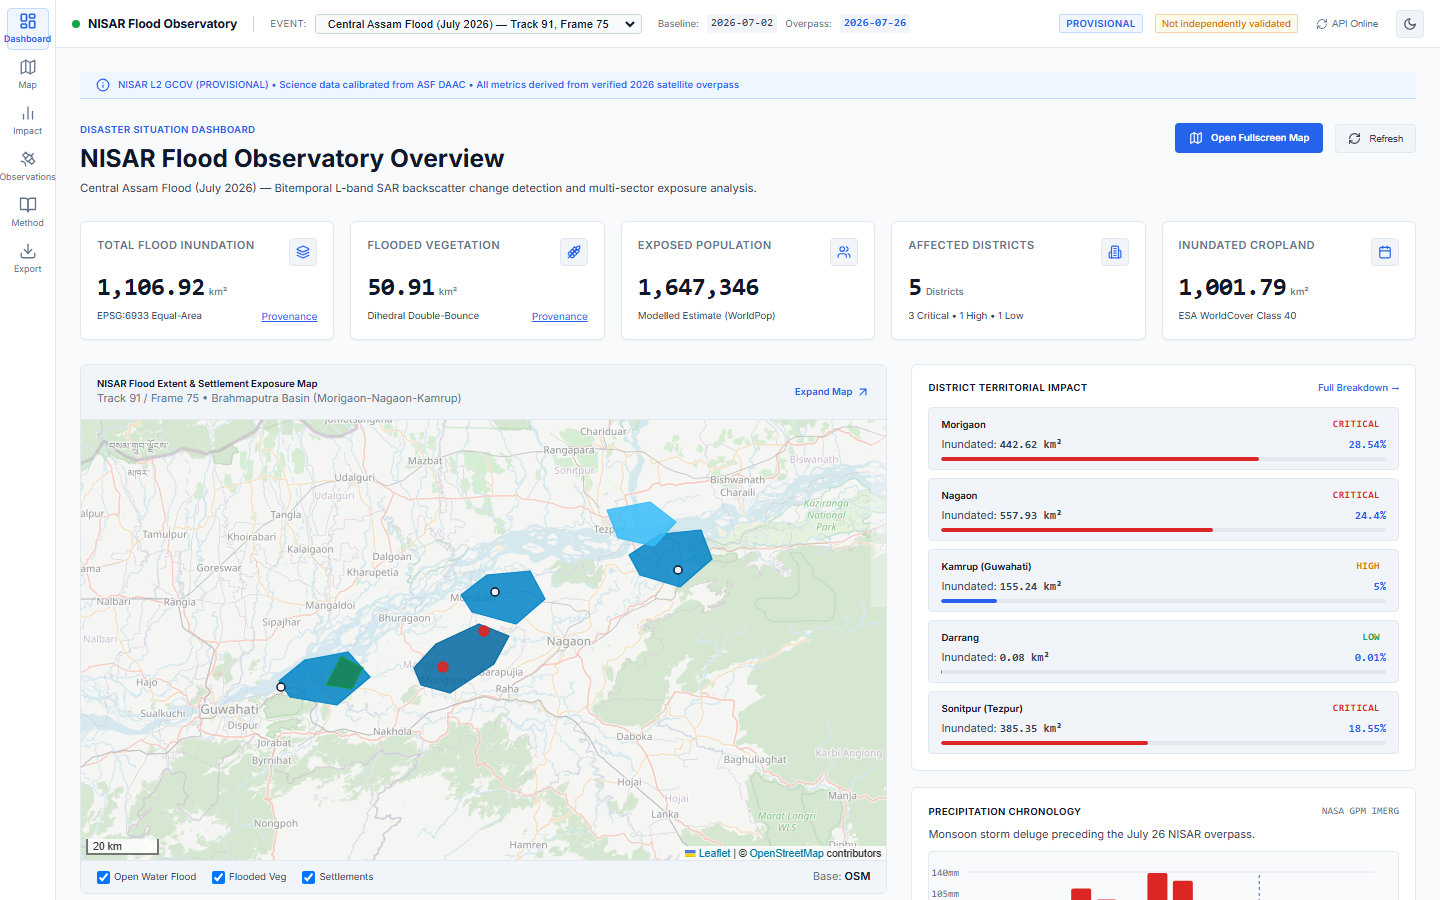 Dashboard
Map
Impact
Observations
Method
Export
NISAR Flood Observatory
EVENT:
Central Assam Flood (July 2026) — Track 91, Frame 75
Baseline: 2026-07-02 Overpass: 2026-07-26
PROVISIONAL
Not independently validated
API Online
NISAR L2 GCOV (PROVISIONAL) • Science data calibrated from ASF DAAC • All metrics derived from verified 2026 satellite overpass
DISASTER SITUATION DASHBOARD
NISAR Flood Observatory Overview
Central Assam Flood (July 2026) — Bitemporal L-band SAR backscatter change detection and multi-sector exposure analysis.
Open Fullscreen Map
Refresh
TOTAL FLOOD INUNDATION
1,106.92 km²
EPSG:6933 Equal-Area
Provenance
FLOODED VEGETATION
50.91 km²
Dihedral Double-Bounce
Provenance
EXPOSED POPULATION
1,647,346
Modelled Estimate (WorldPop)
AFFECTED DISTRICTS
5 Districts
3 Critical • 1 High • 1 Low
INUNDATED CROPLAND
1,001.79 km²
ESA WorldCover Class 40
NISAR Flood Extent & Settlement Exposure Map
Track 91 / Frame 75 • Brahmaputra Basin (Morigaon-Nagaon-Kamrup)
Expand Map
Chariduar
Rangapara
Sonitpur
Mazbat
Biswanath
Bishwanath
Charaili
Udalguri
Udalguri
Kaziranga
National
Park
Tangla
Tamulpur
Khoirabari
Kalaigaon
Dalgaon
Goreswar
Kharupetia
Nalbari
Rangia
Mangaldoi
Sipajhar
Bhuragaon
Nalbari
Nagaon
Raha
Hajo
Guwahati
Sualkuchi
Dispur
Nakhola
Jorabat
Byrnihat
Daboka
Karbi Anglong
Baghuliaghat
Hojai
Hojai
Manja
Lanka
Marat Longri
WLS
Nongpoh
Hamren
20 km
Leaflet | © OpenStreetMap contributors
Open Water Flood
Flooded Veg
Settlements
Base: OSM
DISTRICT TERRITORIAL IMPACT
Full Breakdown →
Morigaon
CRITICAL
Inundated: 442.62 km²
28.54%
Nagaon
CRITICAL
Inundated: 557.93 km²
24.4%
Kamrup (Guwahati)
HIGH
Inundated: 155.24 km²
5%
Darrang
LOW
Inundated: 0.08 km²
0.01%
Sonitpur (Tezpur)
CRITICAL
Inundated: 385.35 km²
18.55%
PRECIPITATION CHRONOLOGY
NASA GPM IMERG
Monsoon storm deluge preceding the July 26 NISAR overpass.
140mm
105mm